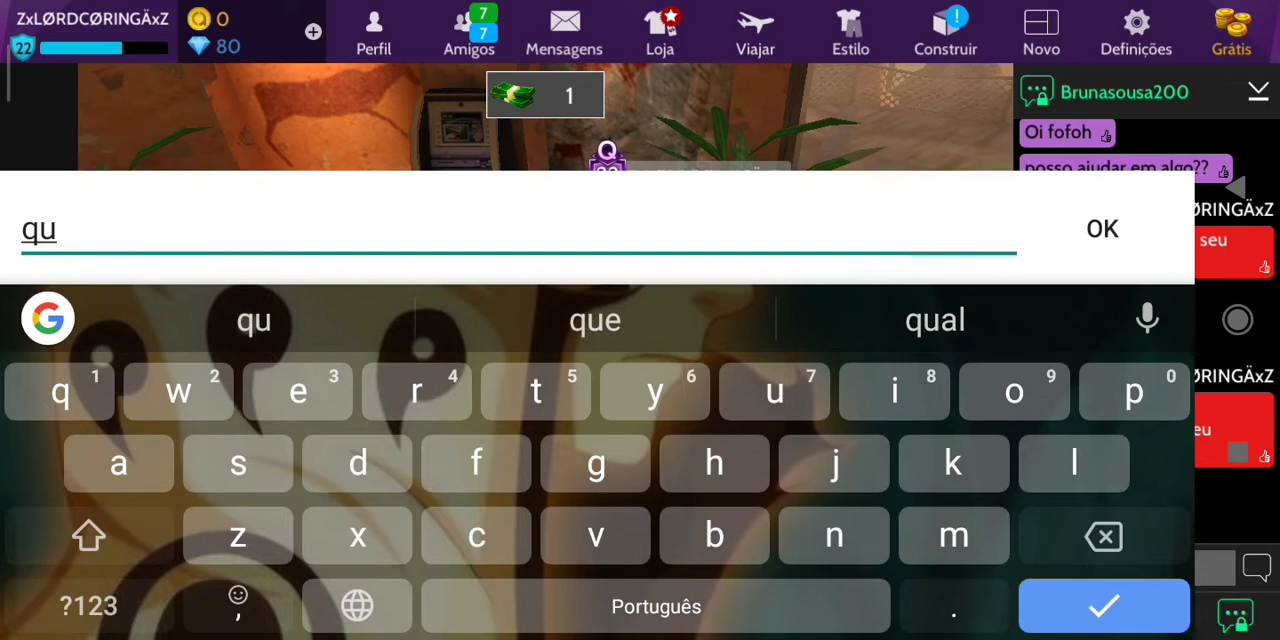 ZxLØRDCØRINGÄxZ
22
0
80
Perfil
7
7
Amigos
Mensagens
Loja
Viajar
Estilo
!
Construir
Novo
Definições
Grátis
1
Q
Brunasousa200
Oi fofoh
posso ajudar em algo??
ØRINGÄxZ
seu
ØRINGÄxZ
eu
qu
OK
G
qu que qual
q 1 w 2 e 3 r 4 t 5 y 6 u 7 i 8 o 9 p 0
a s d f g h j k l
z x c v b n m
?123 , Português .